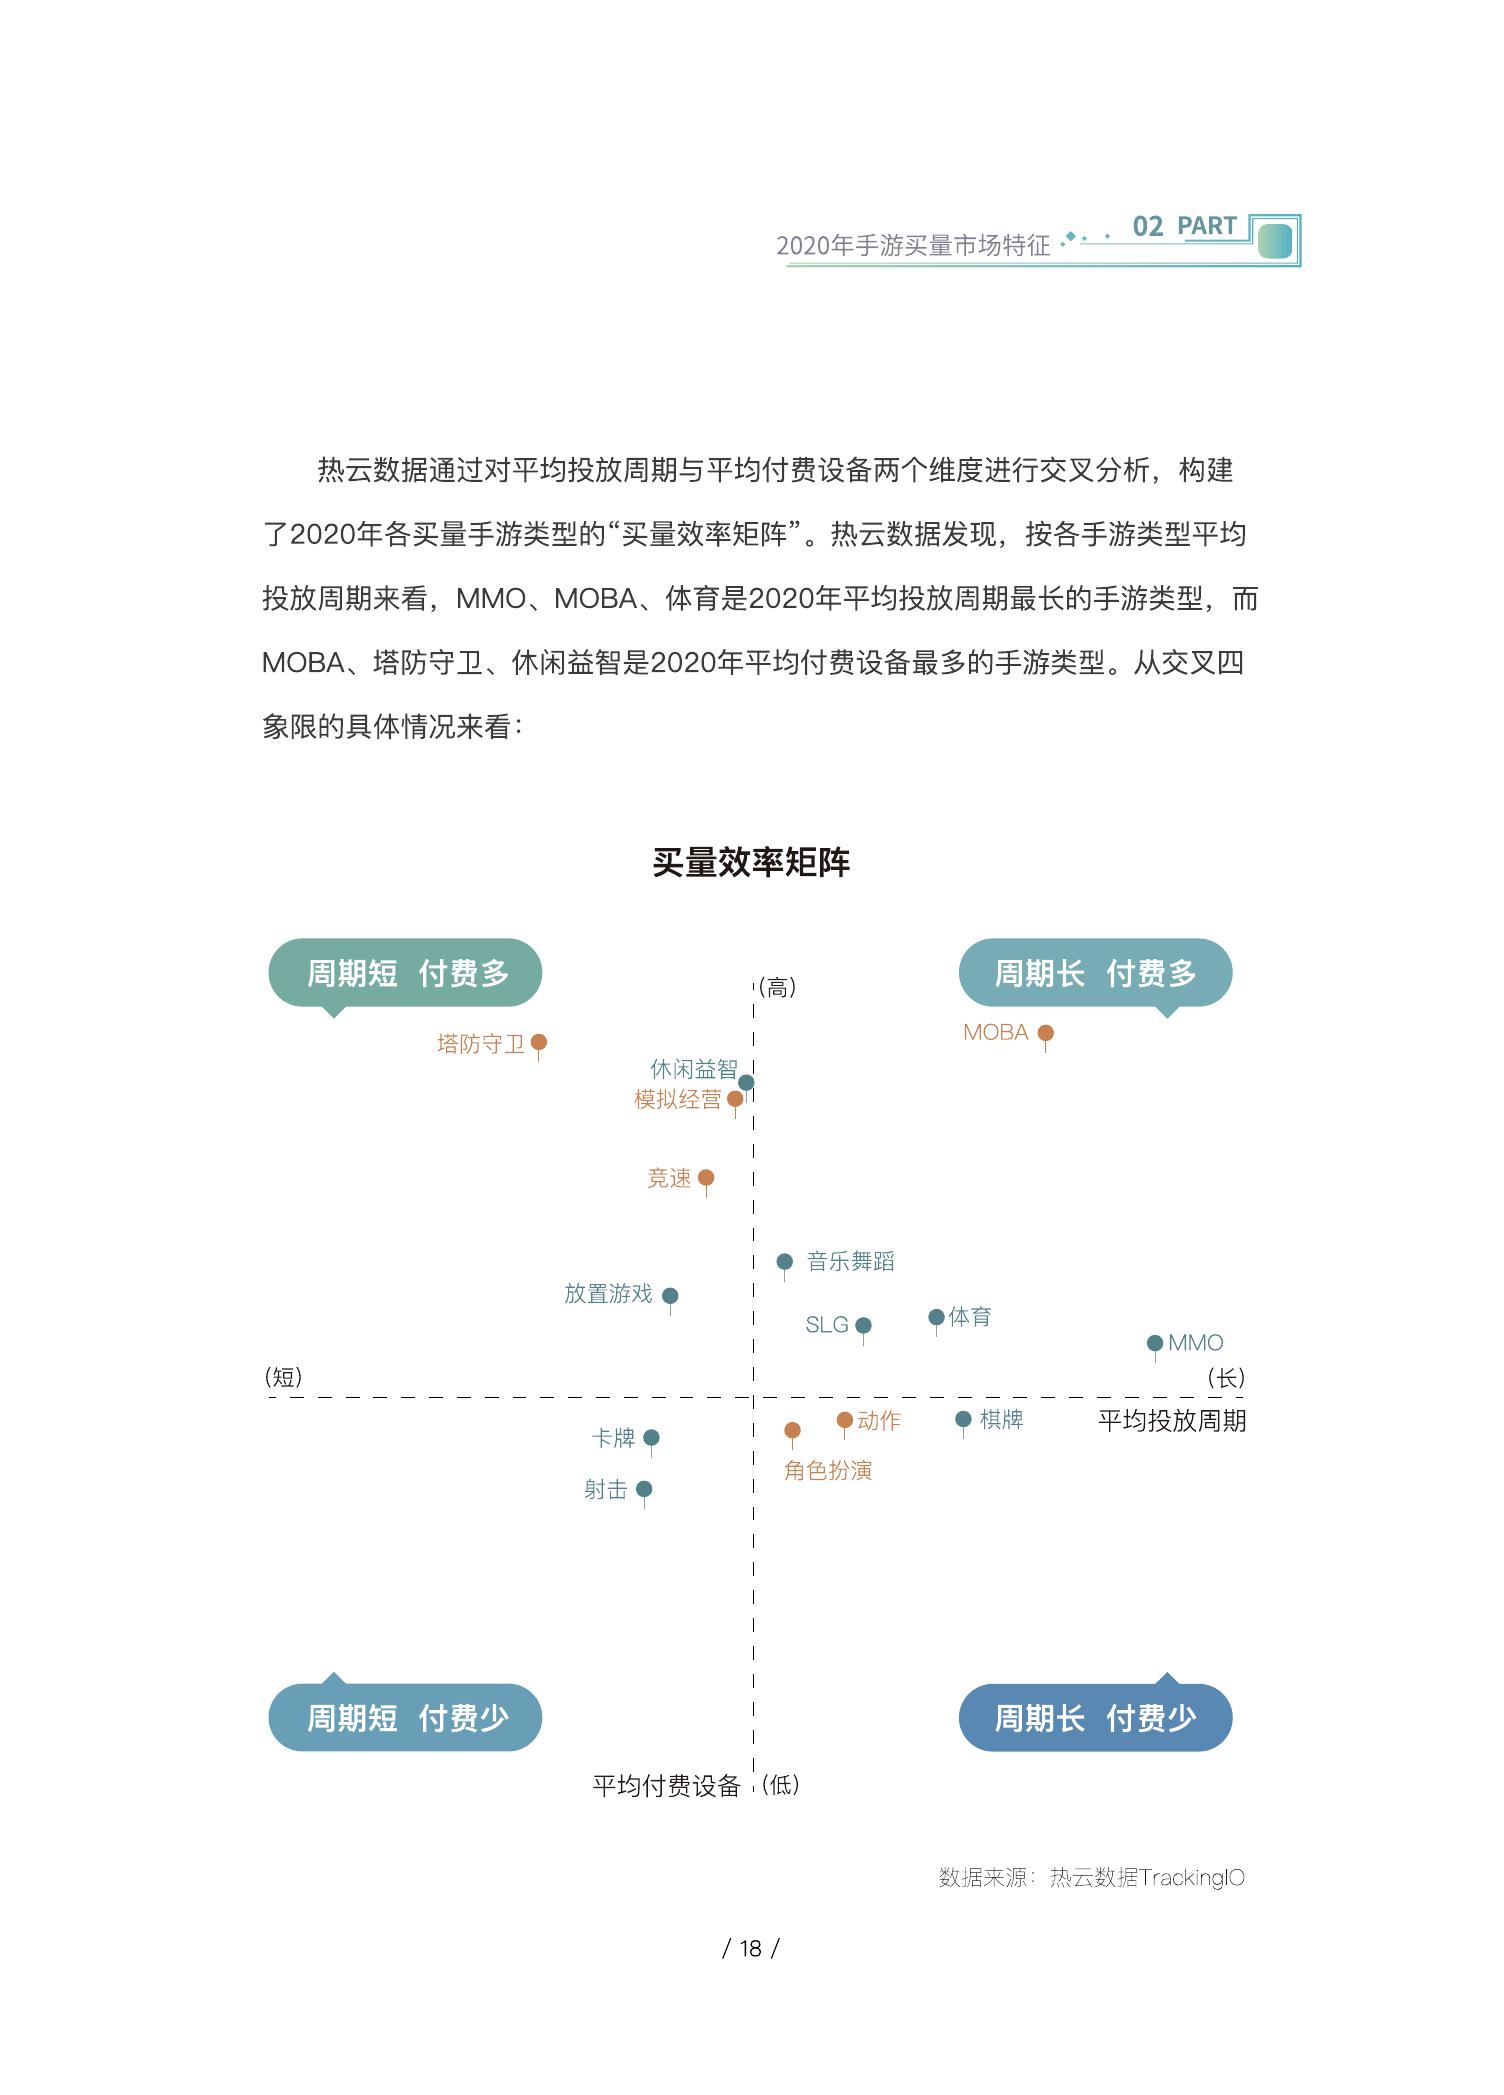 2020年手游买量市场特征
02 PART
热云数据通过对平均投放周期与平均付费设备两个维度进行交叉分析，构建
了2020年各买量手游类型的“买量效率矩阵”。热云数据发现，按各手游类型平均
投放周期来看，MMO、MOBA、体育是2020年平均投放周期最长的手游类型，而
MOBA、塔防守卫、休闲益智是2020年平均付费设备最多的手游类型。从交叉四
象限的具体情况来看：
买量效率矩阵
周期短 付费多
周期长 付费多
(高)
塔防守卫
MOBA
休闲益智
模拟经营
竞速
音乐舞蹈
放置游戏
SLG
体育
MMO
(短)
(长)
平均投放周期
卡牌
动作
棋牌
角色扮演
射击
周期短 付费少
周期长 付费少
平均付费设备
(低)
数据来源：热云数据TrackingIO
/ 18 /